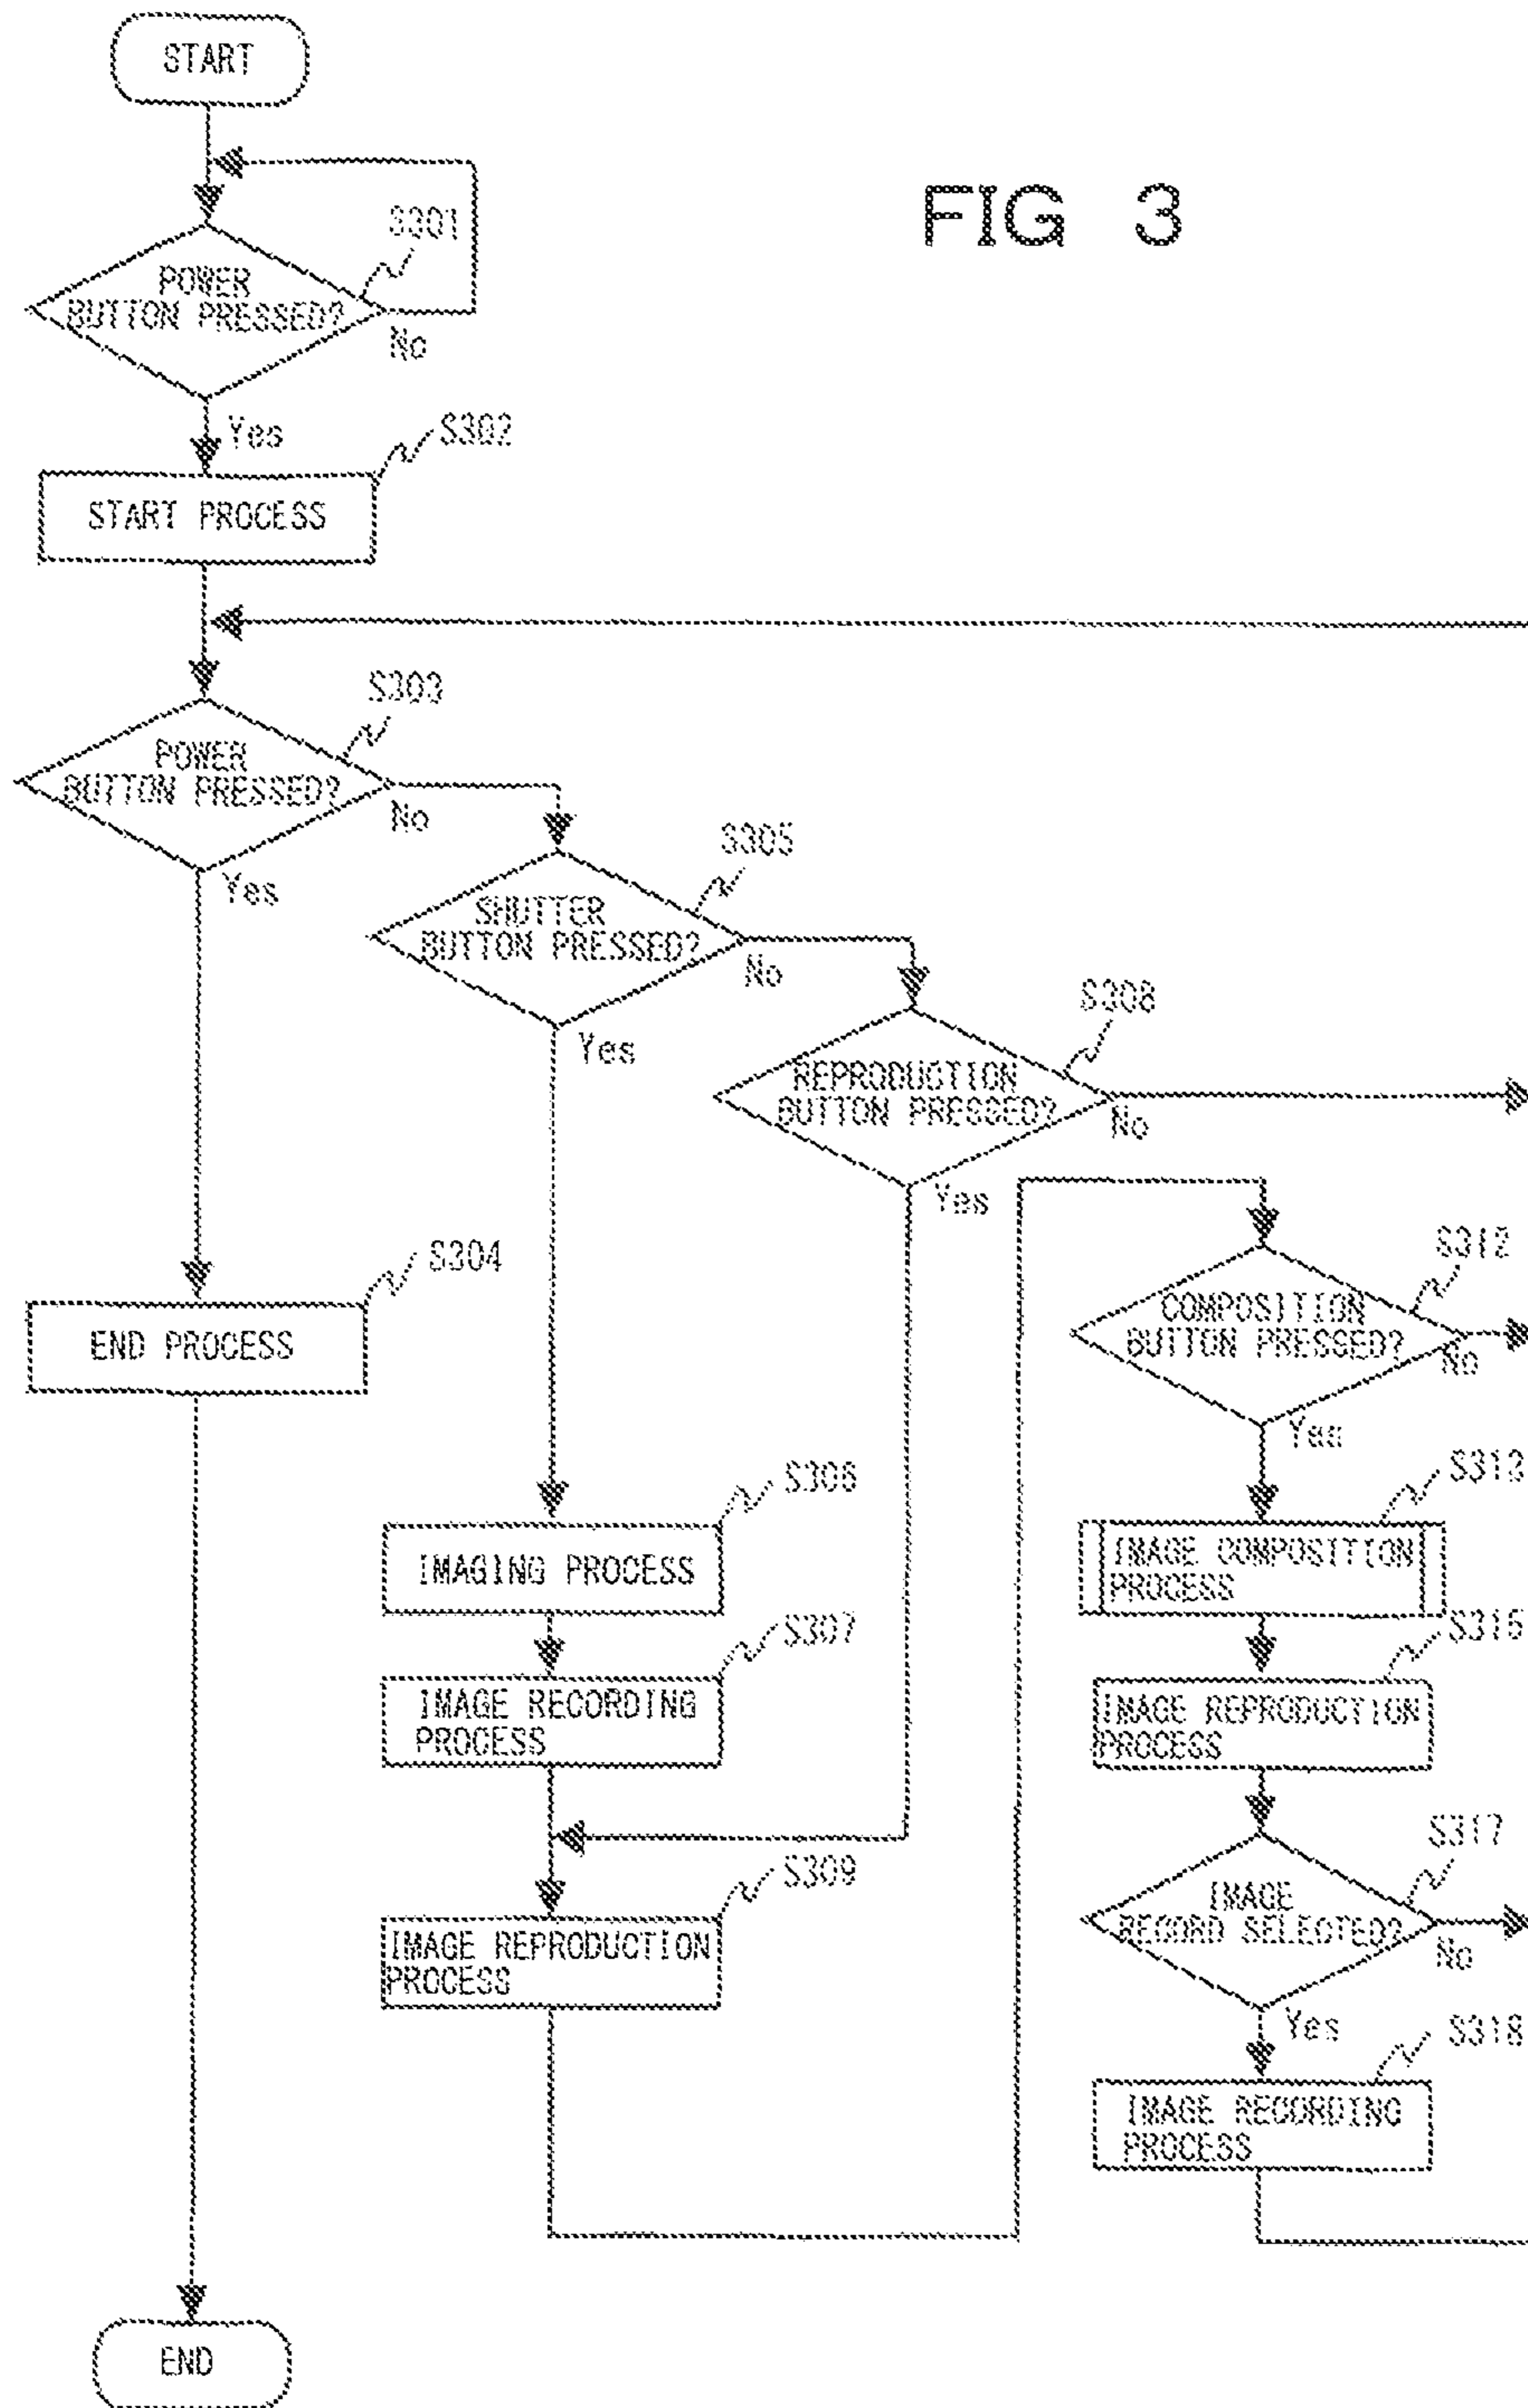 START
FIG 3
S301
POWER
BUTTON PRESSED?
No
Yes
S302
START PROCESS
S303
POWER
BUTTON PRESSED?
No
Yes
S305
SHUTTER
BUTTON PRESSED?
No
Yes
S308
REPRODUCTION
BUTTON PRESSED?
No
Yes
S304
END PROCESS
S312
COMPOSITION
BUTTON PRESSED?
No
Yes
S306
IMAGING PROCESS
S313
IMAGE COMPOSITION
PROCESS
S307
IMAGE RECORDING
PROCESS
S316
IMAGE REPRODUCTION
PROCESS
S309
IMAGE REPRODUCTION
PROCESS
S317
IMAGE
RECORD SELECTED?
No
Yes
S318
IMAGE RECORDING
PROCESS
END